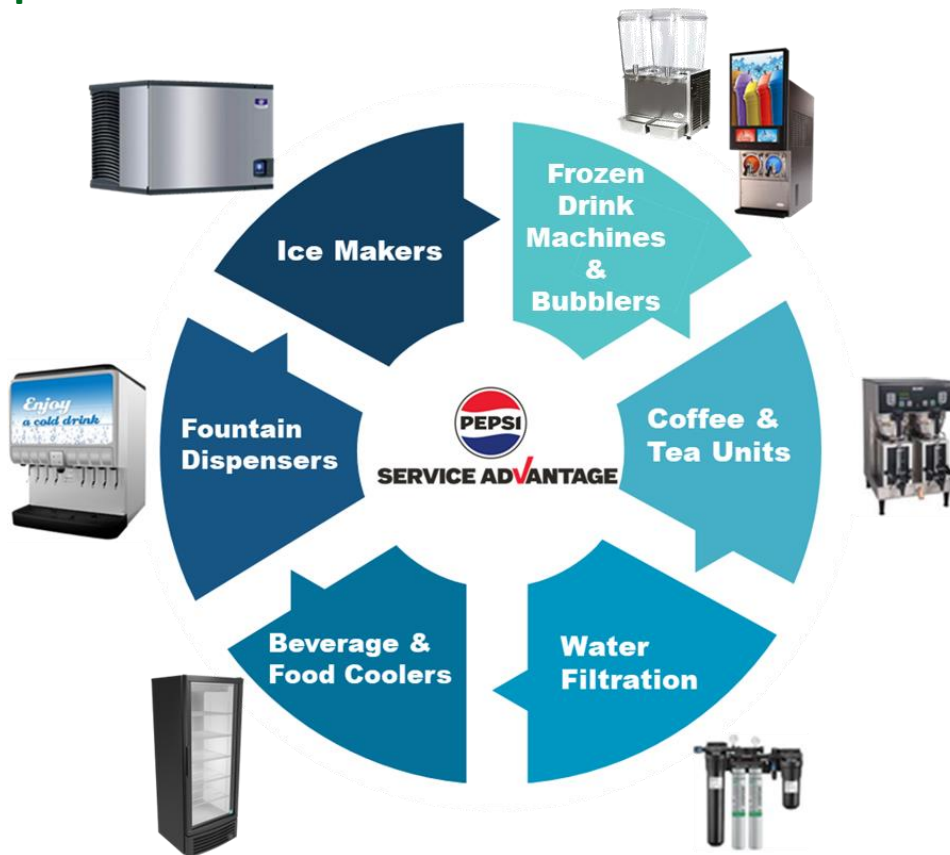 Ice Makers
Frozen
Drink
Machines
&
Bubblers
Enjoy
a cold drink
Fountain
Dispensers
PEPSI
SERVICE ADVANTAGE
Coffee &
Tea Units
Beverage &
Food Coolers
Water
Filtration